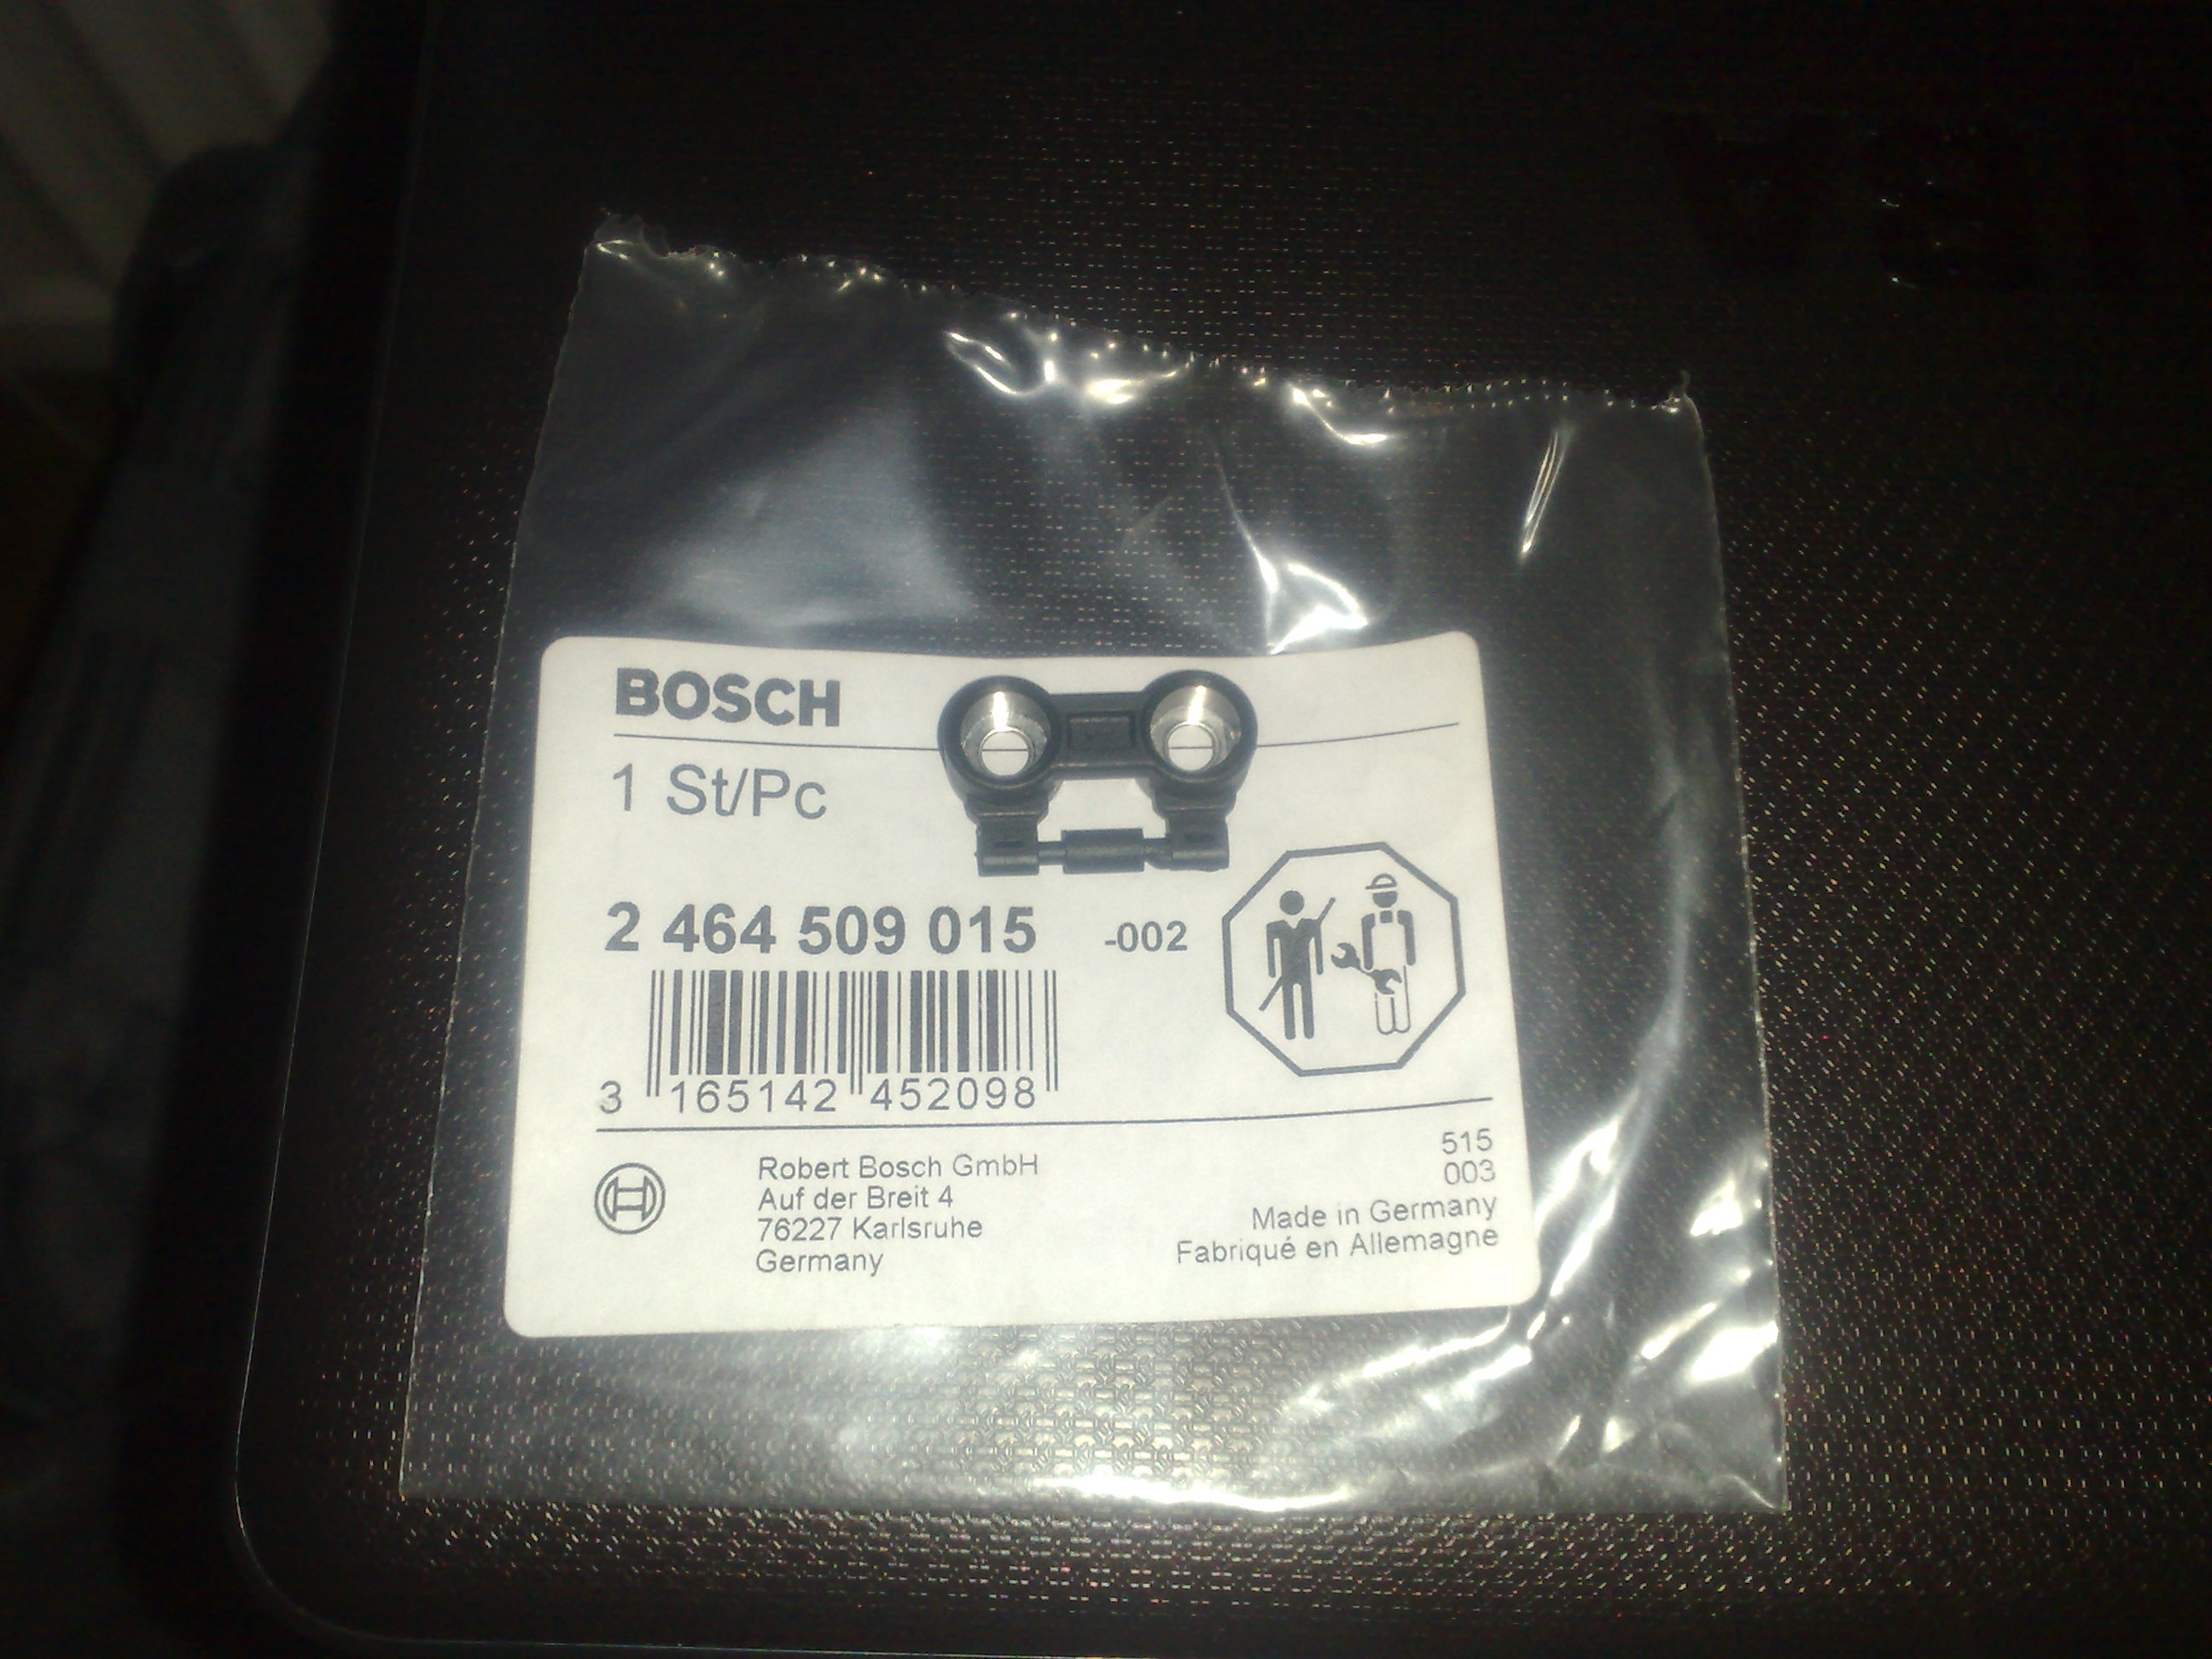 BOSCH
1 St/Pc
2 464 509 015 -002
3 165142 452098
Robert Bosch GmbH
Auf der Breit 4
76227 Karlsruhe
Germany
515
003
Made in Germany
Fabriqué en Allemagne